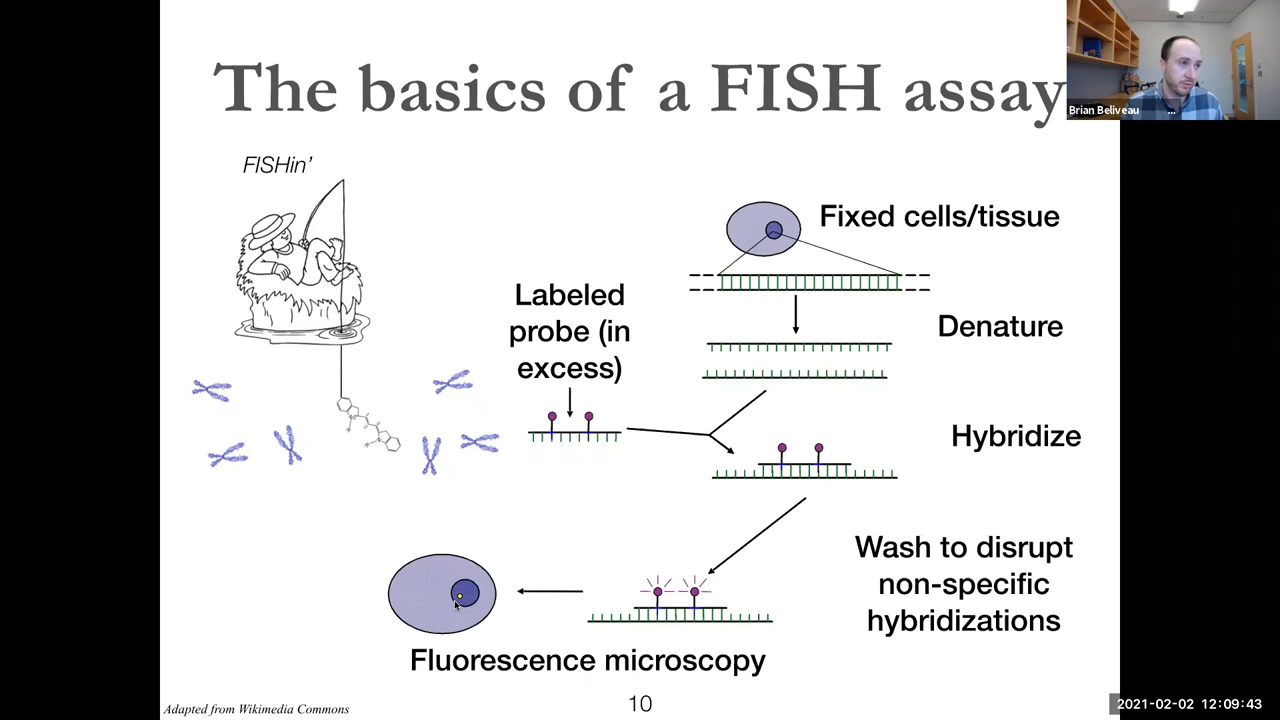 The basics of a FISH assay
Brian Beliveau
...
FISHin’
Fixed cells/tissue
Labeled
probe (in
excess)
Denature
Hybridize
Wash to disrupt
non-specific
hybridizations
Fluorescence microscopy
Adapted from Wikimedia Commons
10
2021-02-02 12:09:43